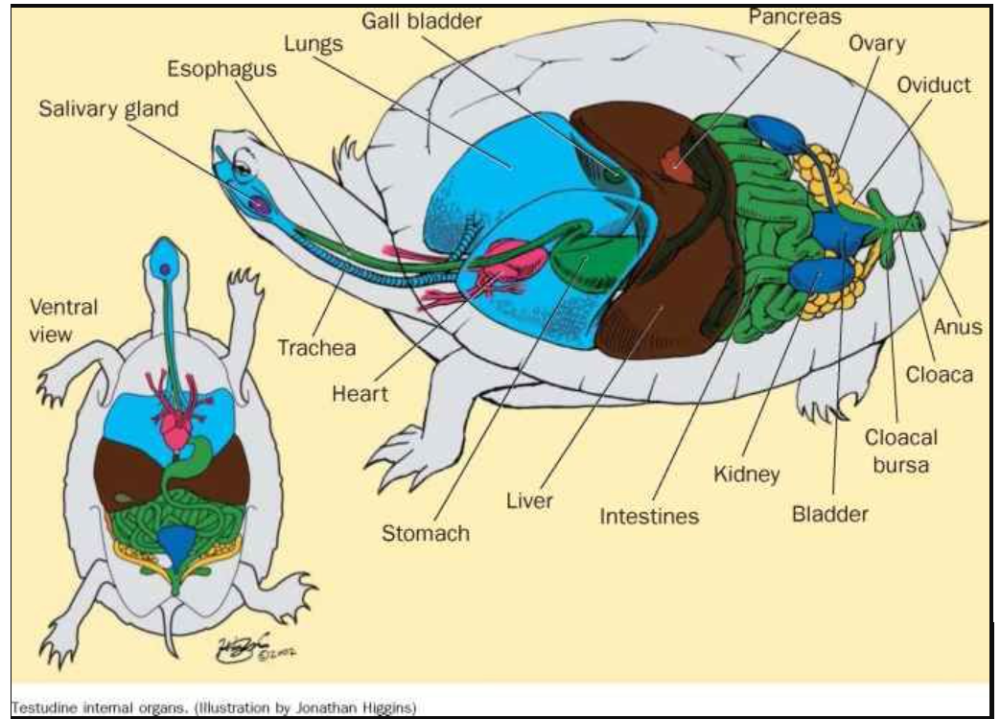 Gall bladder
Pancreas
Lungs
Ovary
Esophagus
Oviduct
Salivary gland
Ventral
view
Trachea
Anus
Heart
Cloaca
Cloacal
bursa
Kidney
Liver
Intestines
Bladder
Stomach
©2002
Testudine internal organs. (Illustration by Jonathan Higgins)